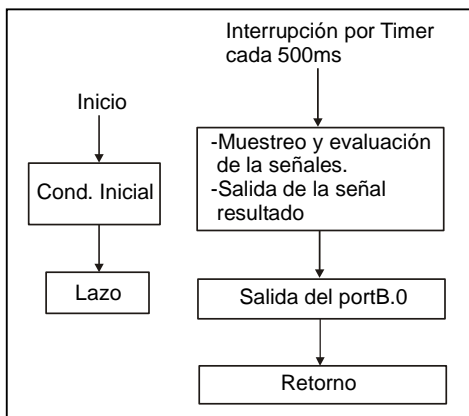 Inicio
Cond. Inicial
Lazo
Interrupción por Timer
cada 500ms
-Muestreo y evaluación
de la señales.
-Salida de la señal
resultado
Salida del portB.0
Retorno